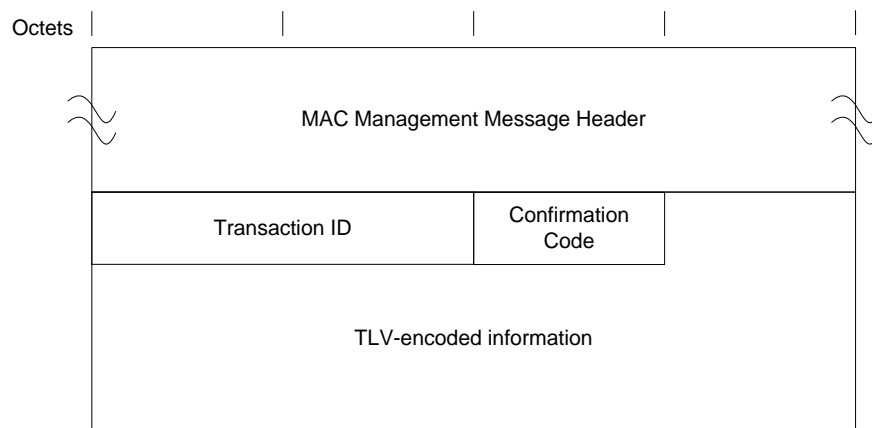 Octets
MAC Management Message Header
Transaction ID
Confirmation
Code
TLV-encoded information